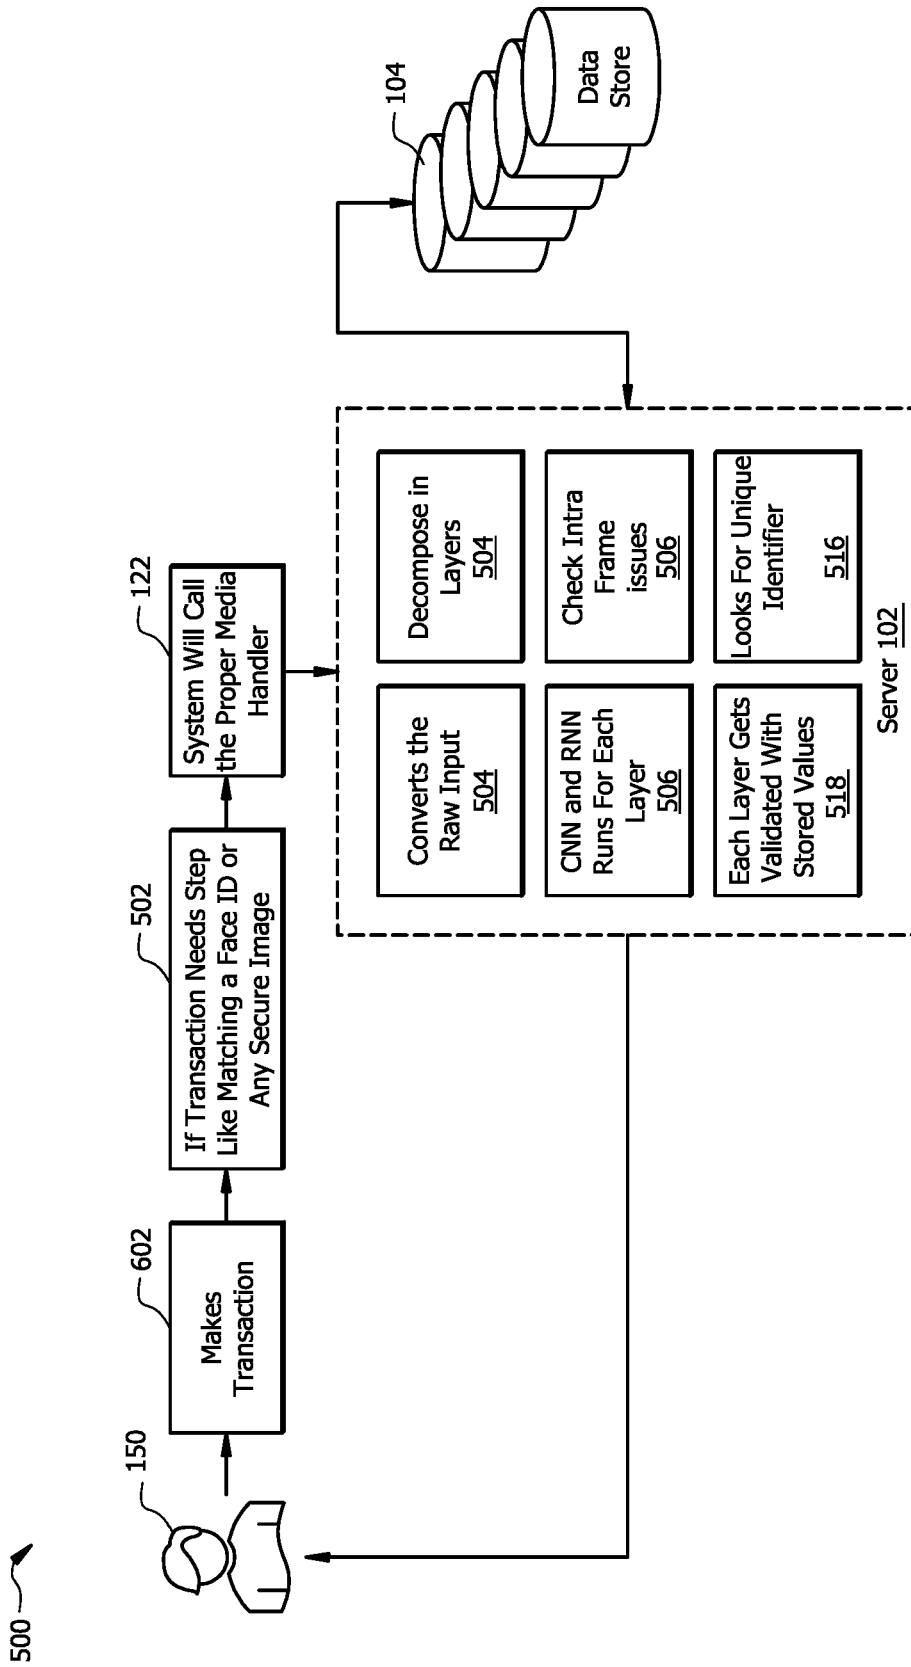 500
150
602
Makes
Transaction
502
If Transaction Needs Step
Like Matching a Face ID or
Any Secure Image
122
System Will Call
the Proper Media
Handler
104
Data
Store
Converts the
Raw Input
504
Decompose in
Layers
504
CNN and RNN
Runs For Each
Layer
506
Check Intra
Frame
issues
506
Each Layer Gets
Validated With
Stored Values
518
Looks For Unique
Identifier
516
Server 102